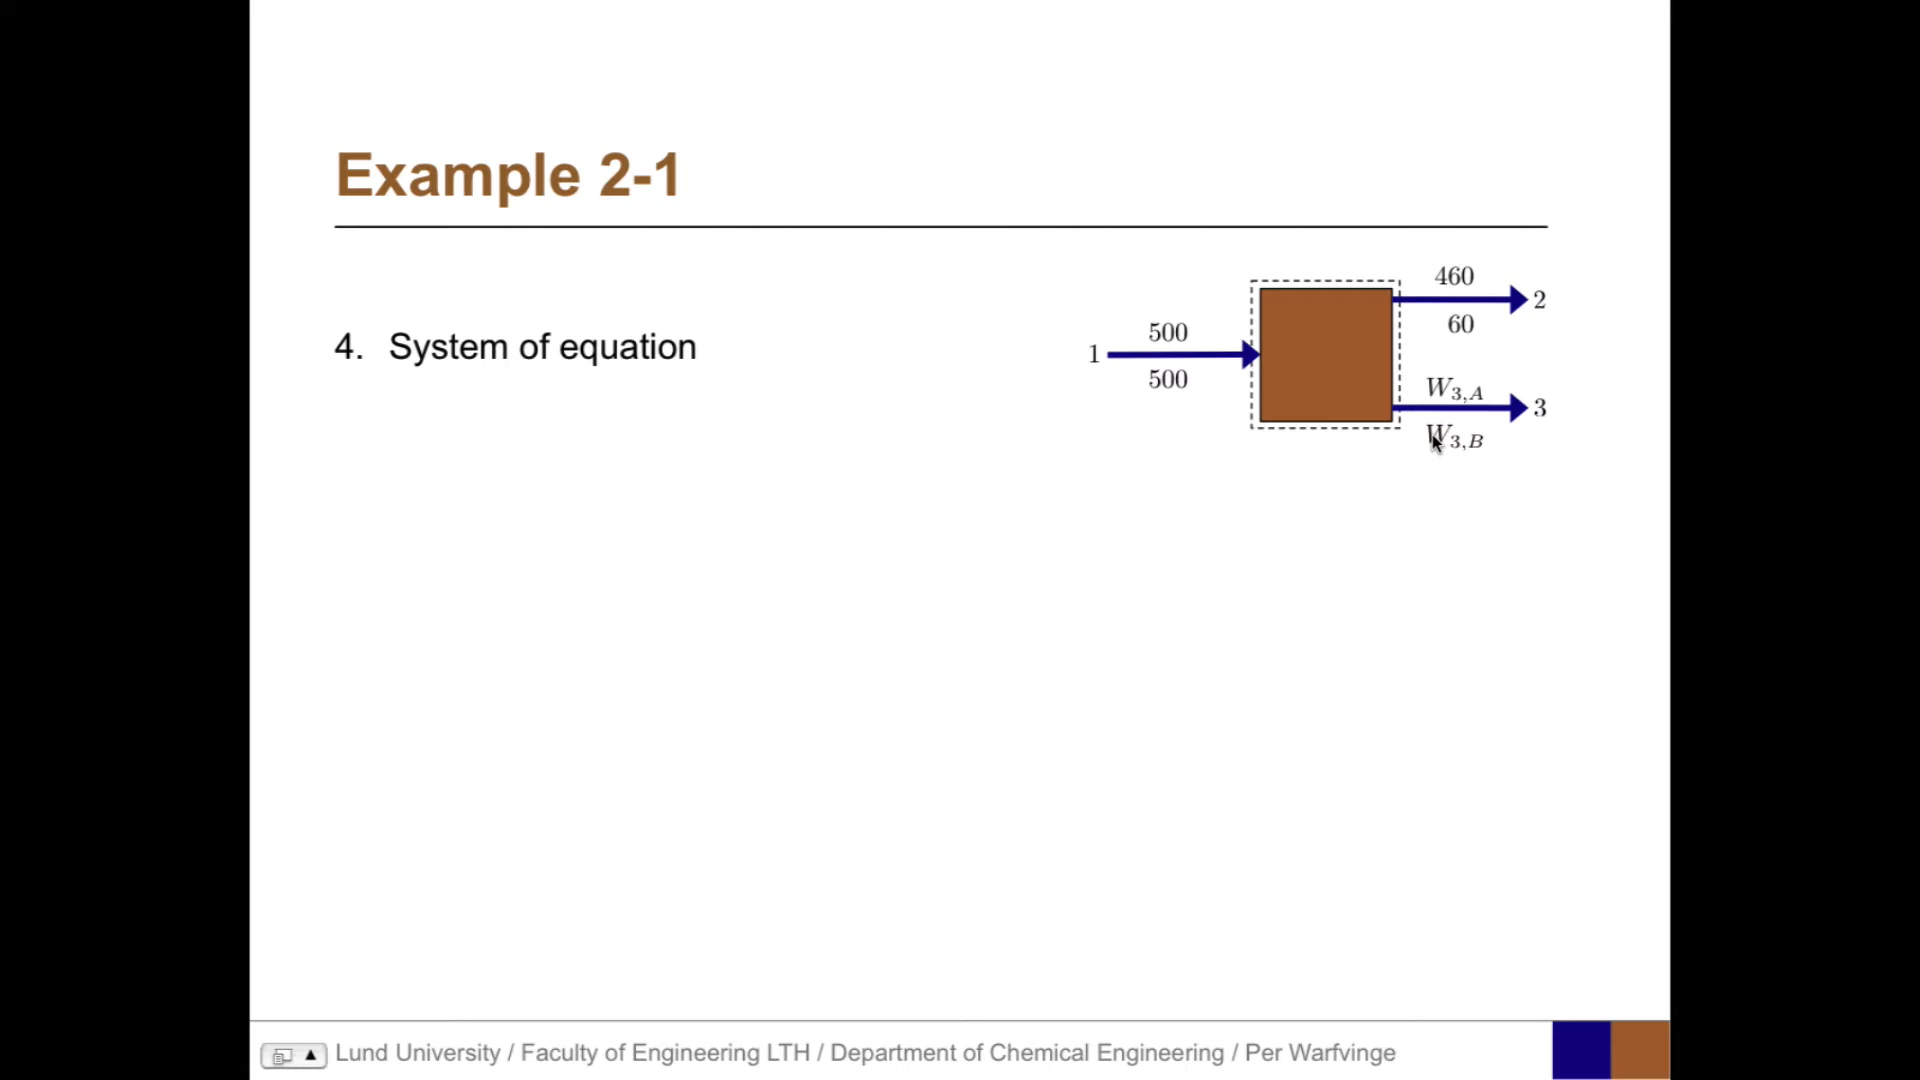 Example 2-1
4. System of equation
460
2
60
500
1
500
W3,A
3
W3,B
Lund University / Faculty of Engineering LTH / Department of Chemical Engineering / Per Warfvinge